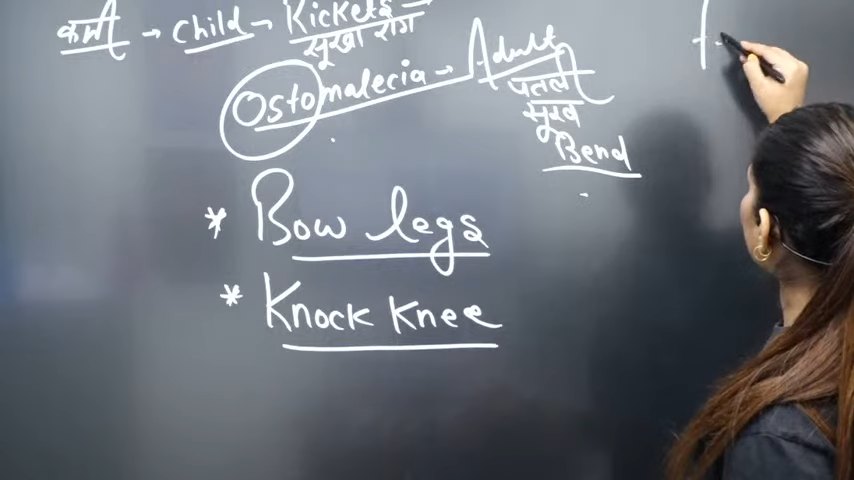 कमी → child → Rickets →
सूखा रोग
Ostomalecia → Adult
पतली
सूख
Bend
* Bow legs
* Knock knee